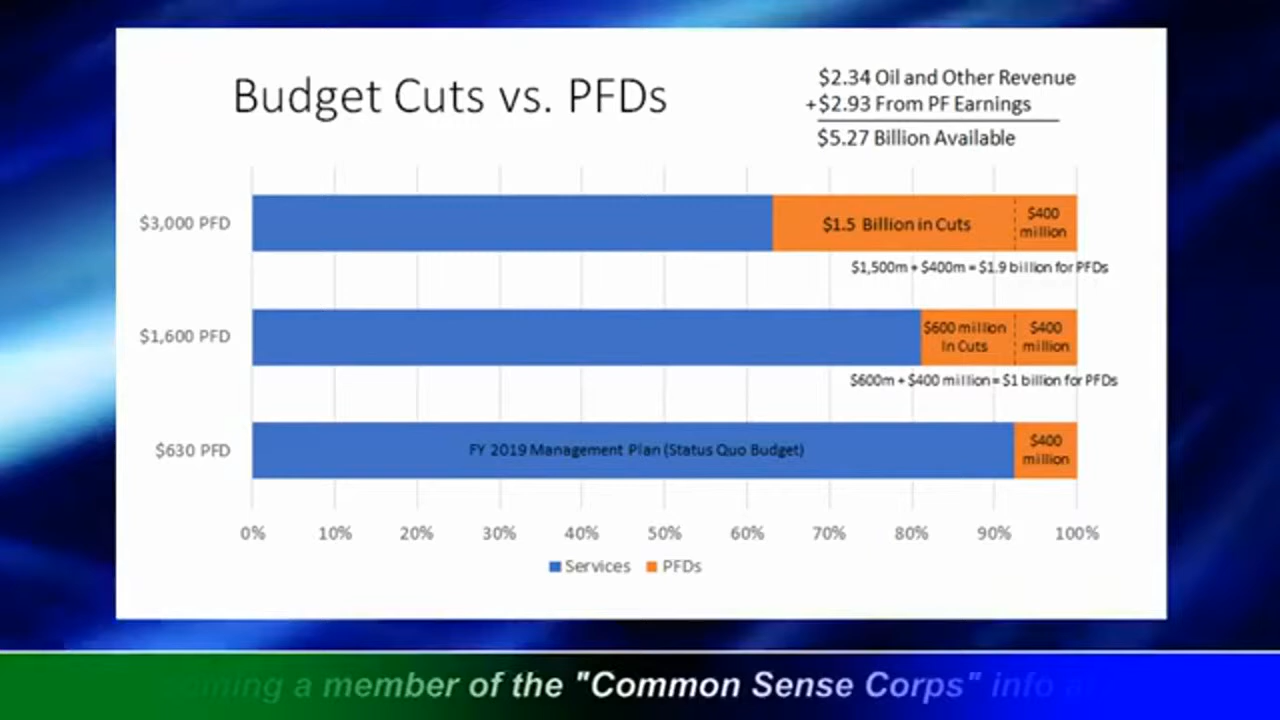 Budget Cuts vs. PFDs
$2.34 Oil and Other Revenue
+$2.93 From PF Earnings
$5.27 Billion Available
$3,000 PFD
$1.5 Billion in Cuts
$400
million
$1,500m + $400m = $1.9 billion for PFDs
$1,600 PFD
$600 million
In Cuts
$400
million
$600m + $400 million = $1 billion for PFDs
$630 PFD
FY 2019 Management Plan (Status Quo Budget)
$400
million
0% 10% 20% 30% 40% 50% 60% 70% 80% 90% 100%
Services PFDs
a member of the "Common Sense Corps" info